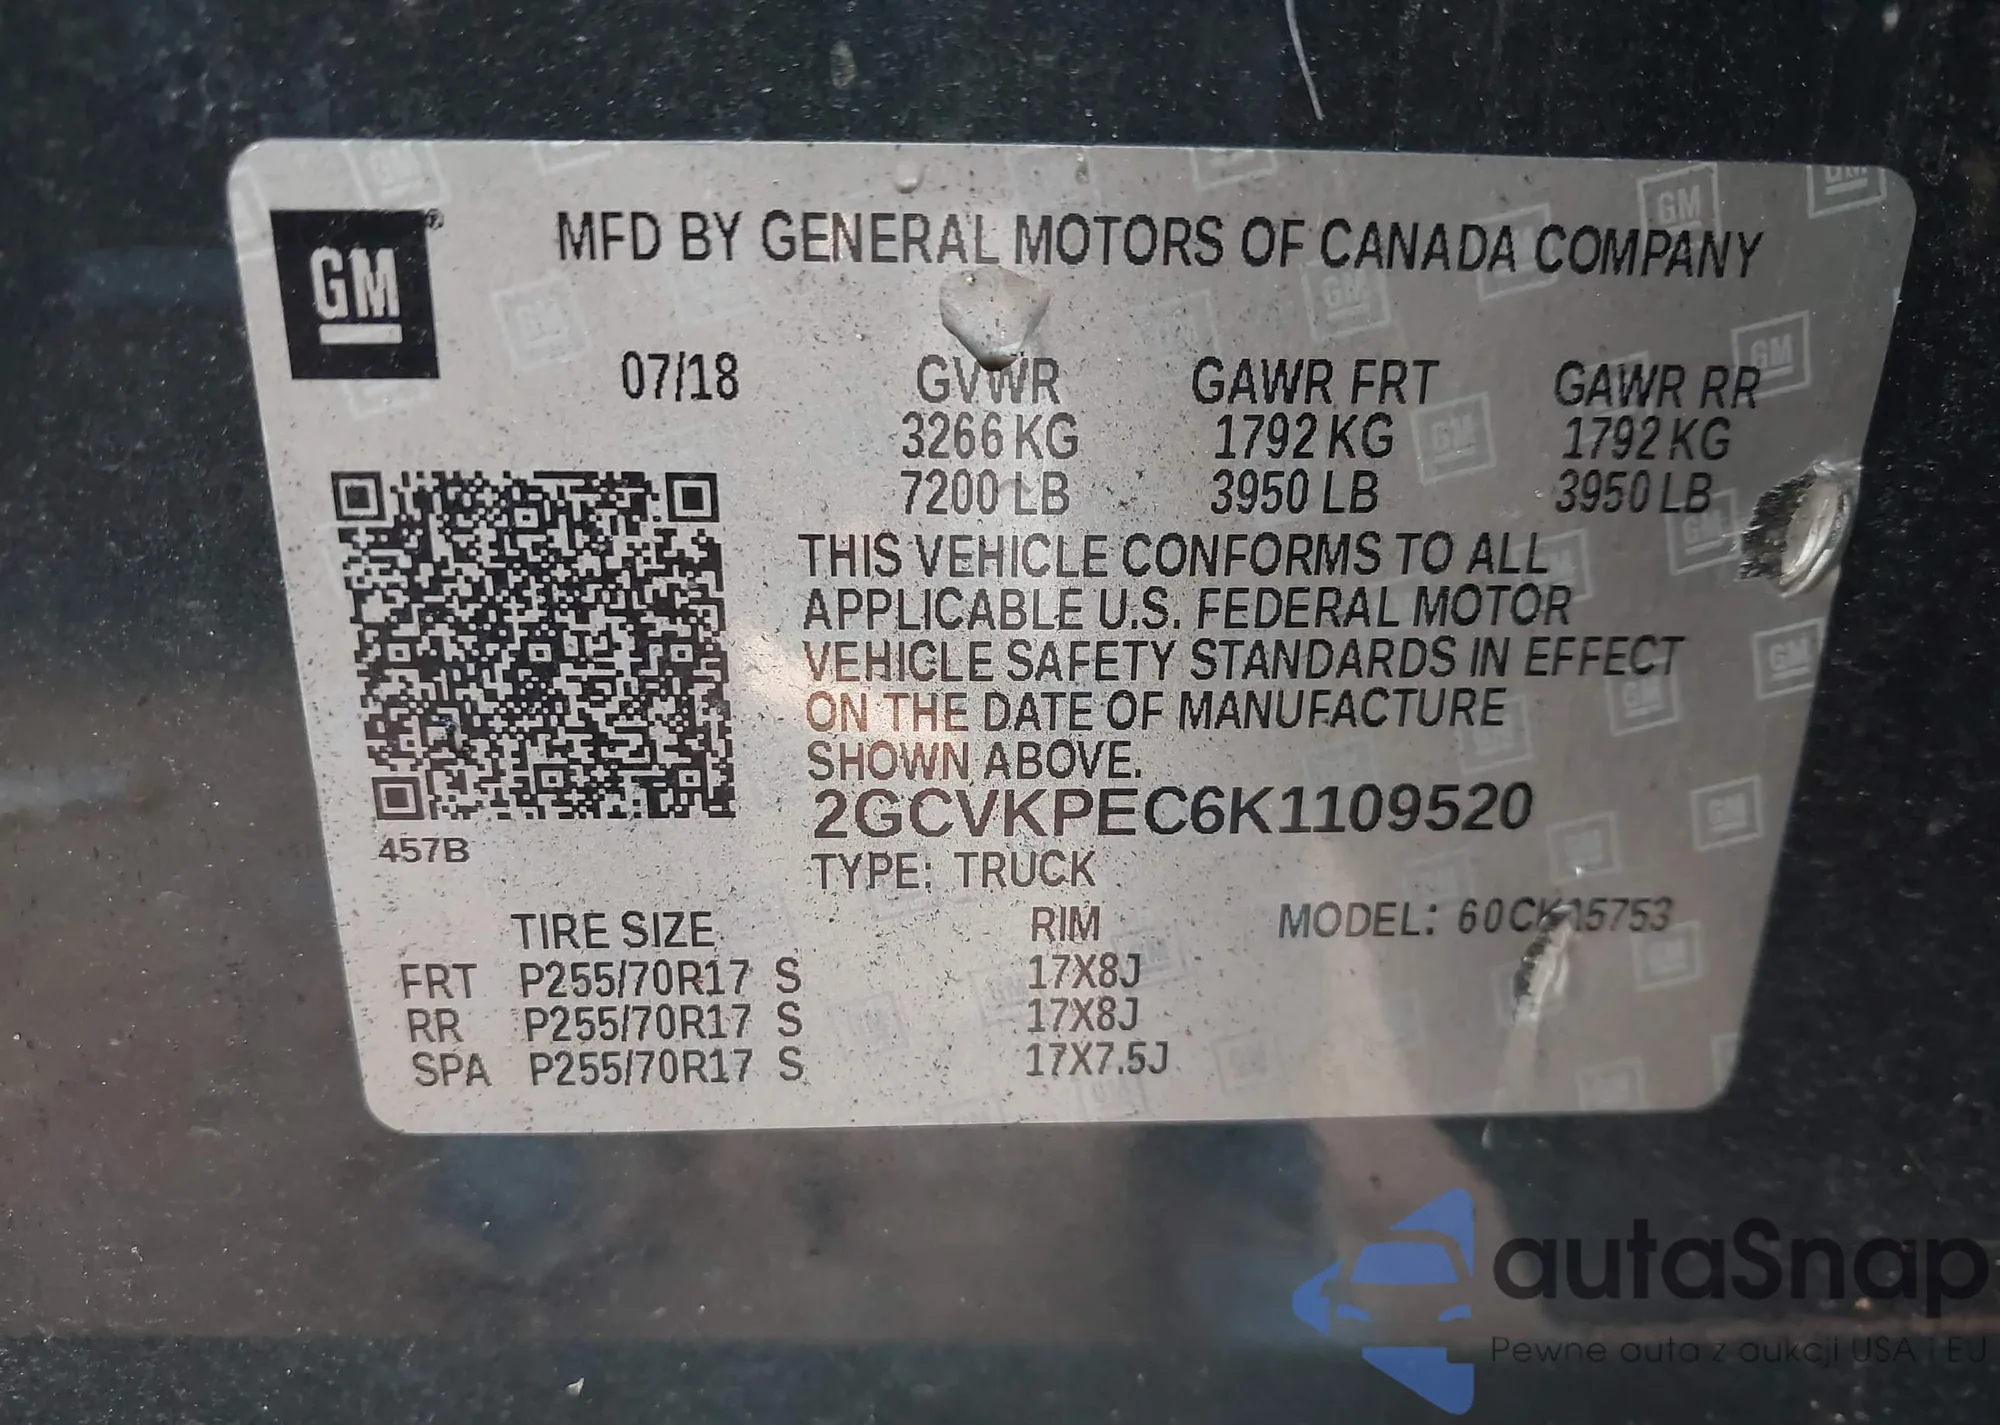 GM®
MFD BY GENERAL MOTORS OF CANADA COMPANY
07/18
GVWR GAWR FRT GAWR RR
3266 KG 1792 KG 1792 KG
7200 LB 3950 LB 3950 LB
THIS VEHICLE CONFORMS TO ALL
APPLICABLE U.S. FEDERAL MOTOR
VEHICLE SAFETY STANDARDS IN EFFECT
ON THE DATE OF MANUFACTURE
SHOWN ABOVE.
2GCVKPEC6K1109520
457B
TYPE: TRUCK
TIRE SIZE RIM MODEL:
FRT P255/70R17 S 17X8J
RR P255/70R17 S 17X8J
SPA P255/70R17 S 17X7.5J
autaSnap
Pewne auta z aukcji USA i EU